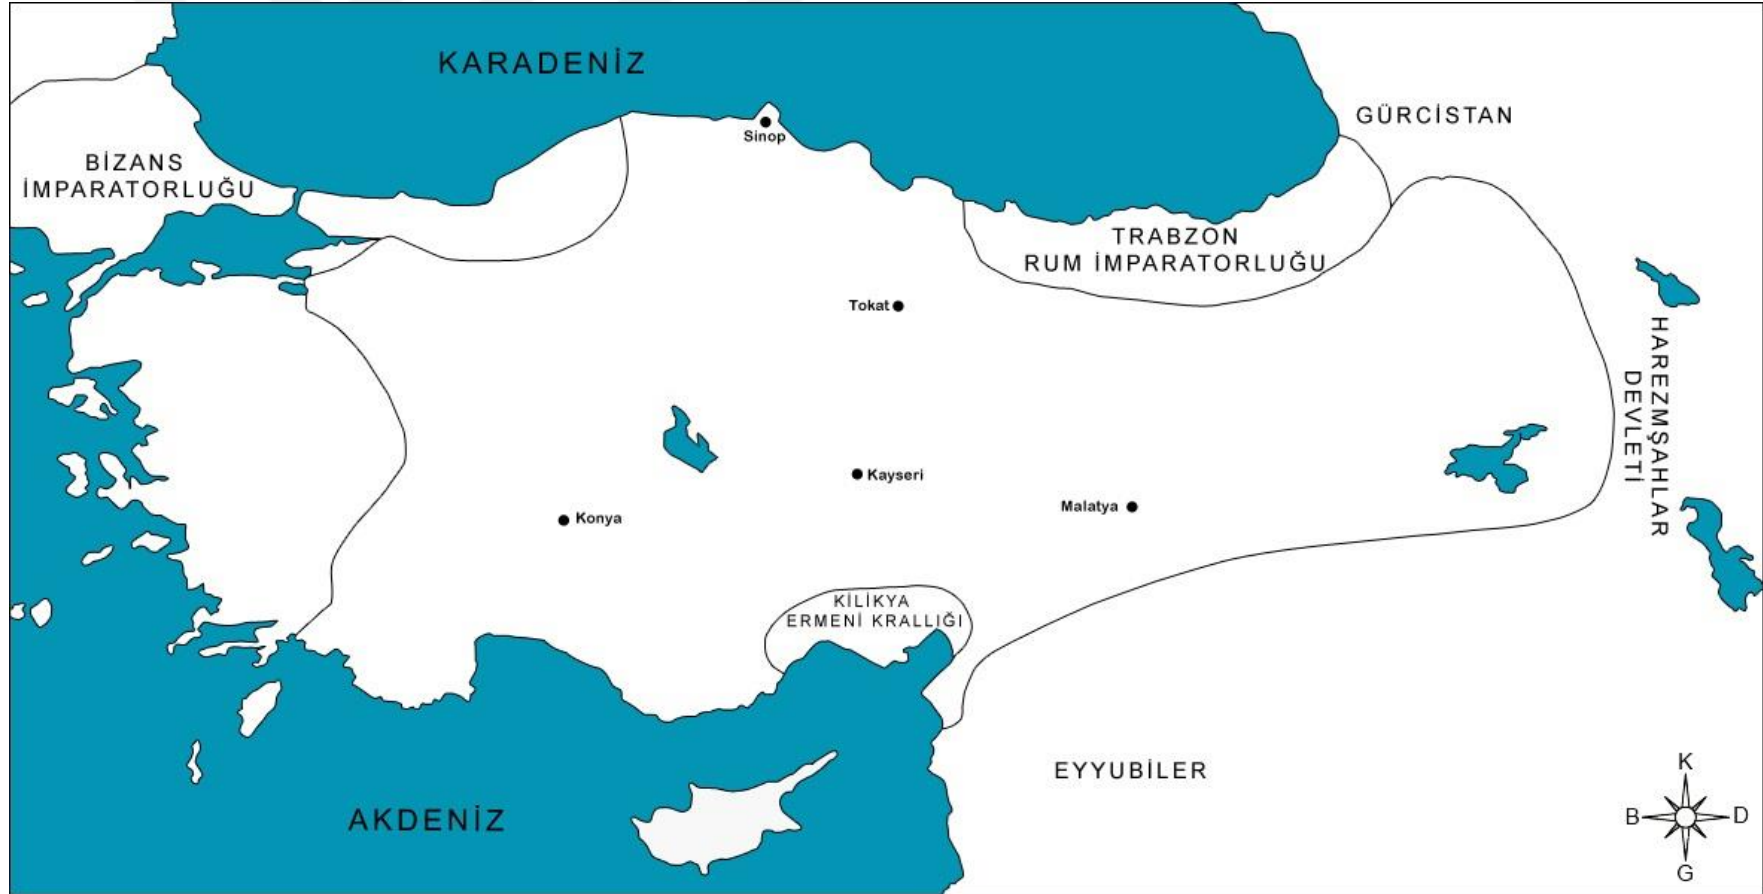 KARADENİZ
GÜRCİSTAN
Sinop
BİZANS
İMPARATORLUĞU
TRABZON
RUM İMPARATORLUĞU
Tokat
HAREZMŞAHLAR
DEVLETİ
Kayseri
Malatya
Konya
KİLİKYA
ERMENİ KRALLIĞI
EYYUBİLER
AKDENİZ
K
B D
G